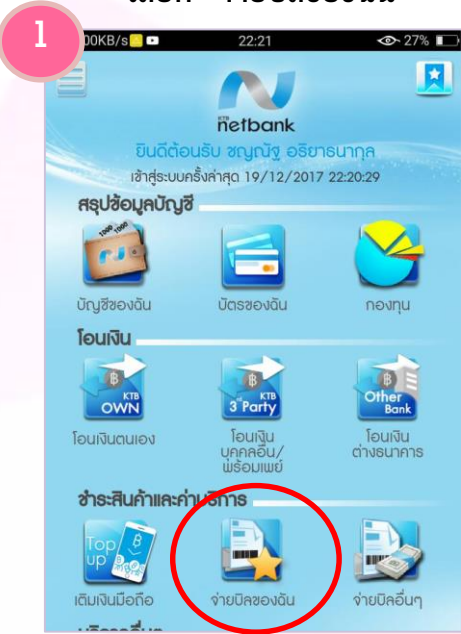 1
00KB/s
22:21
27%
KTB
netbank
ยินดีต้อนรับ ชญณัฐ อริยธนากุล
เข้าสู่ระบบครั้งล่าสุด 19/12/2017 22:20:29
สรุปข้อมูลบัญชี
1000 1000
บัญชีของฉัน
บัตรของฉัน
กองทุน
โอนเงิน
฿ KTB OWN
฿ KTB 3rd Party
฿ Other Bank
โอนเงินตนเอง
โอนเงิน
บุคคลอื่น/
พร้อมเพย์
โอนเงิน
ต่างธนาคาร
ชำระสินค้าและค่าบริการ
Top up ฿
เติมเงินมือถือ
จ่ายบิลของฉัน
จ่ายบิลอื่นๆ